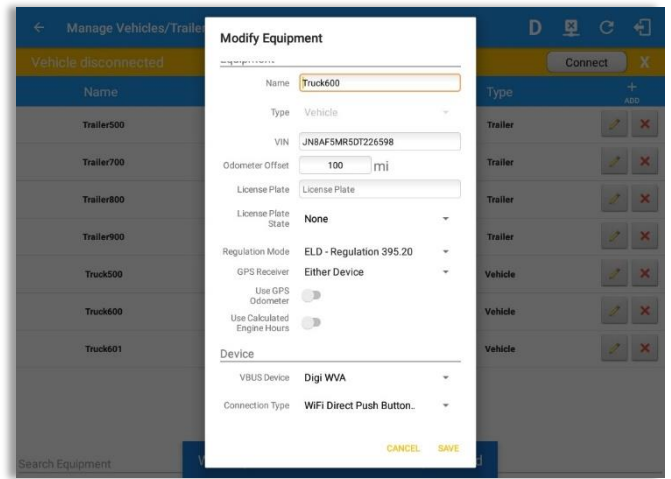 Manage Vehicles/Trailer
D
Vehicle disconnected
Connect
X
Name
Type
+
ADD
Trailer500
Trailer
Trailer700
Trailer
Trailer800
Trailer
Trailer900
Trailer
Truck500
Vehicle
Truck600
Vehicle
Truck601
Vehicle
Search Equipment
Modify Equipment
Equipment
Name
Truck600
Type
Vehicle
VIN
JN8AF5MR5DT226598
Odometer Offset
100
mi
License Plate
License Plate
License Plate
State
None
Regulation Mode
ELD - Regulation 395.20
GPS Receiver
Either Device
Use GPS
Odometer
Use Calculated
Engine Hours
Device
VBUS Device
Digi WVA
Connection Type
WiFi Direct Push Button..
CANCEL
SAVE